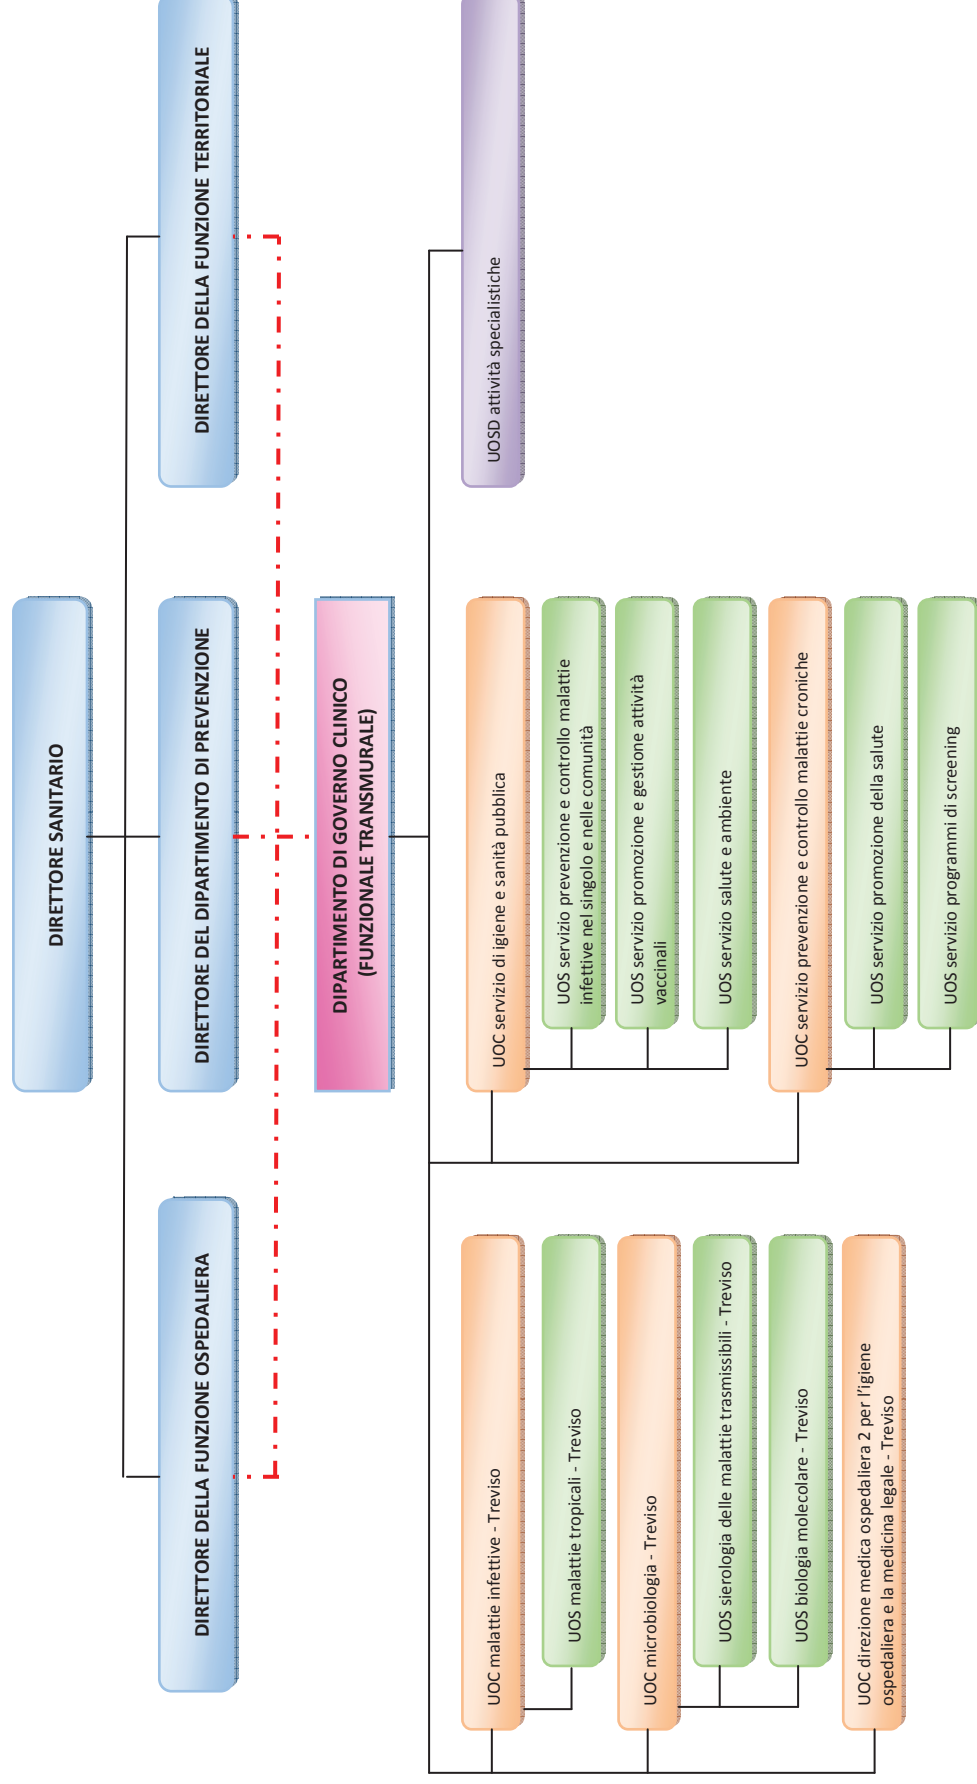 DIRETTORE SANITARIO
DIRETTORE DELLA FUNZIONE OSPEDALIERA
DIRETTORE DEL DIPARTIMENTO DI PREVENZIONE
DIRETTORE DELLA FUNZIONE TERRITORIALE
DIPARTIMENTO DI GOVERNO CLINICO
(FUNZIONALE TRANSMURALE)
UOC malattie infettive - Treviso
UOS malattie tropicali - Treviso
UOC microbiologia - Treviso
UOS sierologia delle malattie trasmissibili - Treviso
UOS biologia molecolare - Treviso
UOC direzione medica ospedaliera 2 per l'igiene
ospedaliera e la medicina legale - Treviso
UOC servizio di igiene e sanità pubblica
UOS servizio prevenzione e controllo malattie
infettive nel singolo e nelle comunità
UOS servizio promozione e gestione attività
vaccinali
UOS servizio salute e ambiente
UOC servizio prevenzione e controllo malattie croniche
UOS servizio promozione della salute
UOS servizio programmi di screening
UOSD attività specialistiche